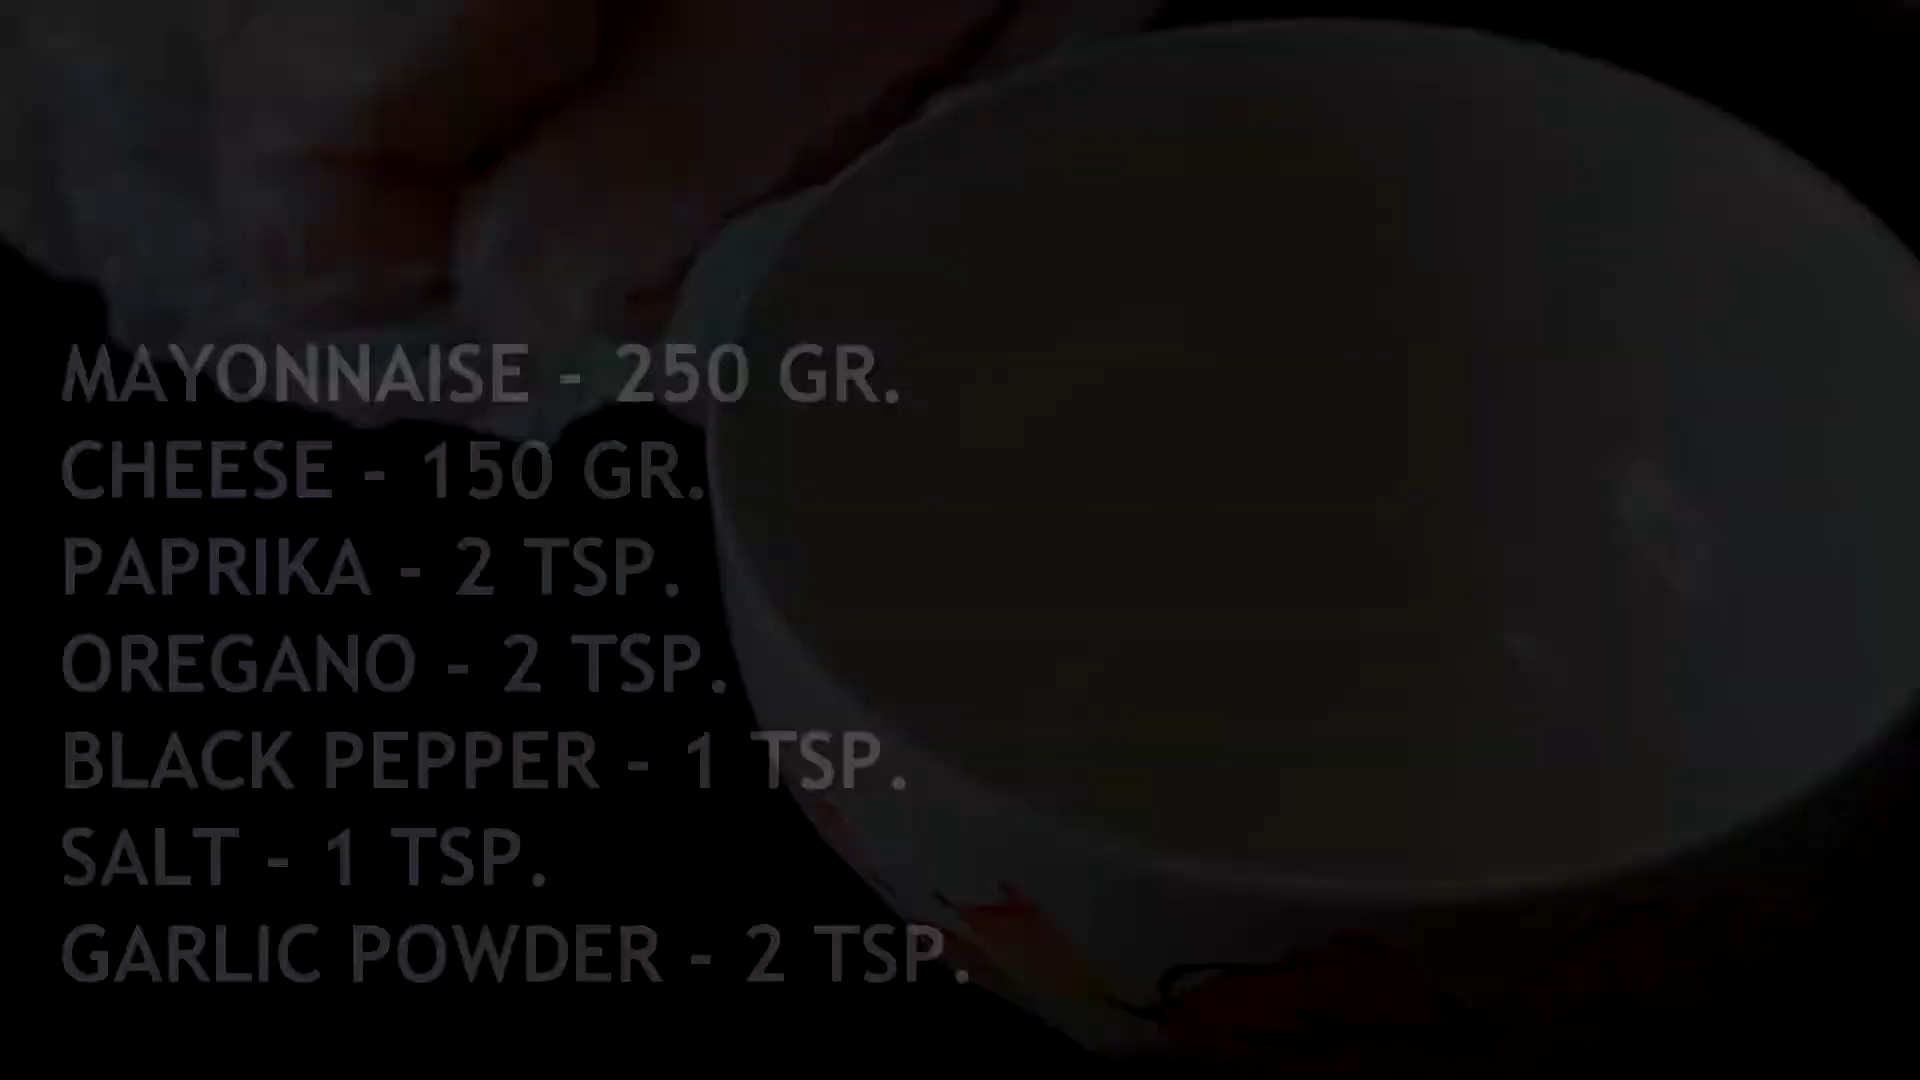 MAYONNAISE - 250 GR.
CHEESE - 150 GR.
PAPRIKA - 2 TSP.
OREGANO - 2 TSP.
BLACK PEPPER - 1 TSP.
SALT - 1 TSP.
GARLIC POWDER - 2 TSP.